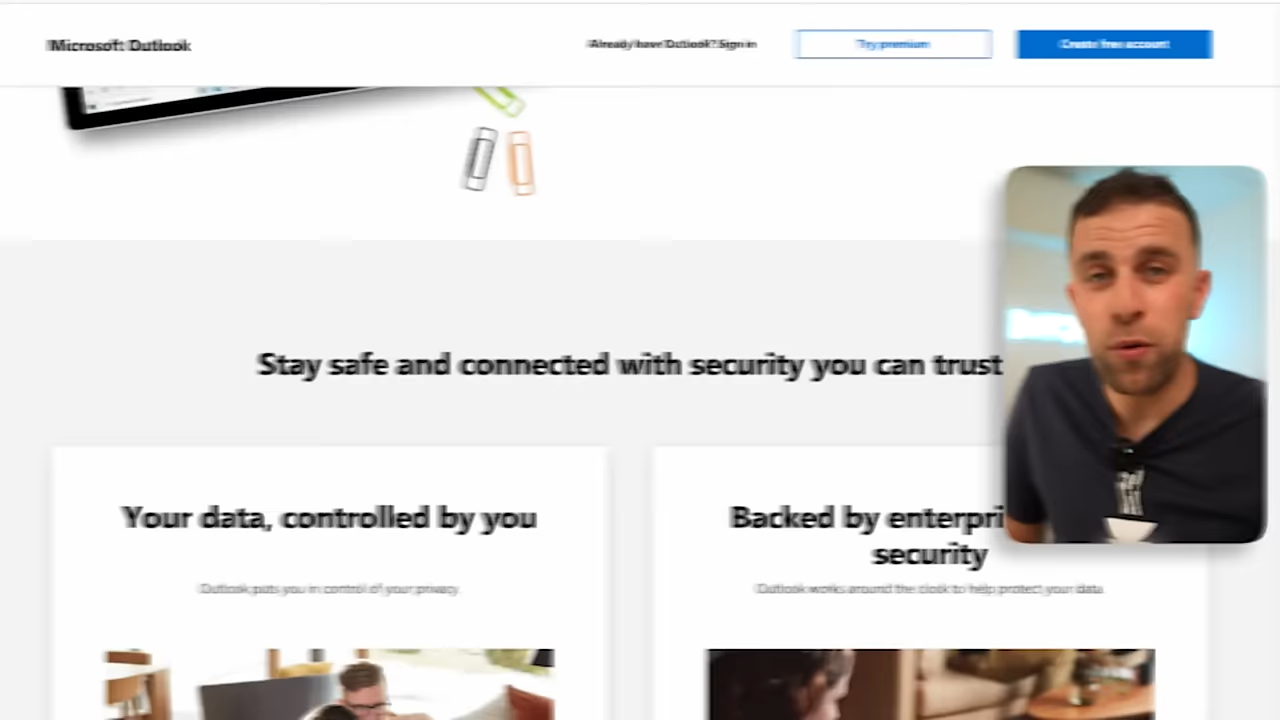 Microsoft Outlook
Already have Outlook? Sign in
Try premium
Create free account
Stay safe and connected with security you can trust
Your data, controlled by you
Outlook puts you in control of your privacy.
Backed by enterpri
security
Outlook works around the clock to help protect your data.